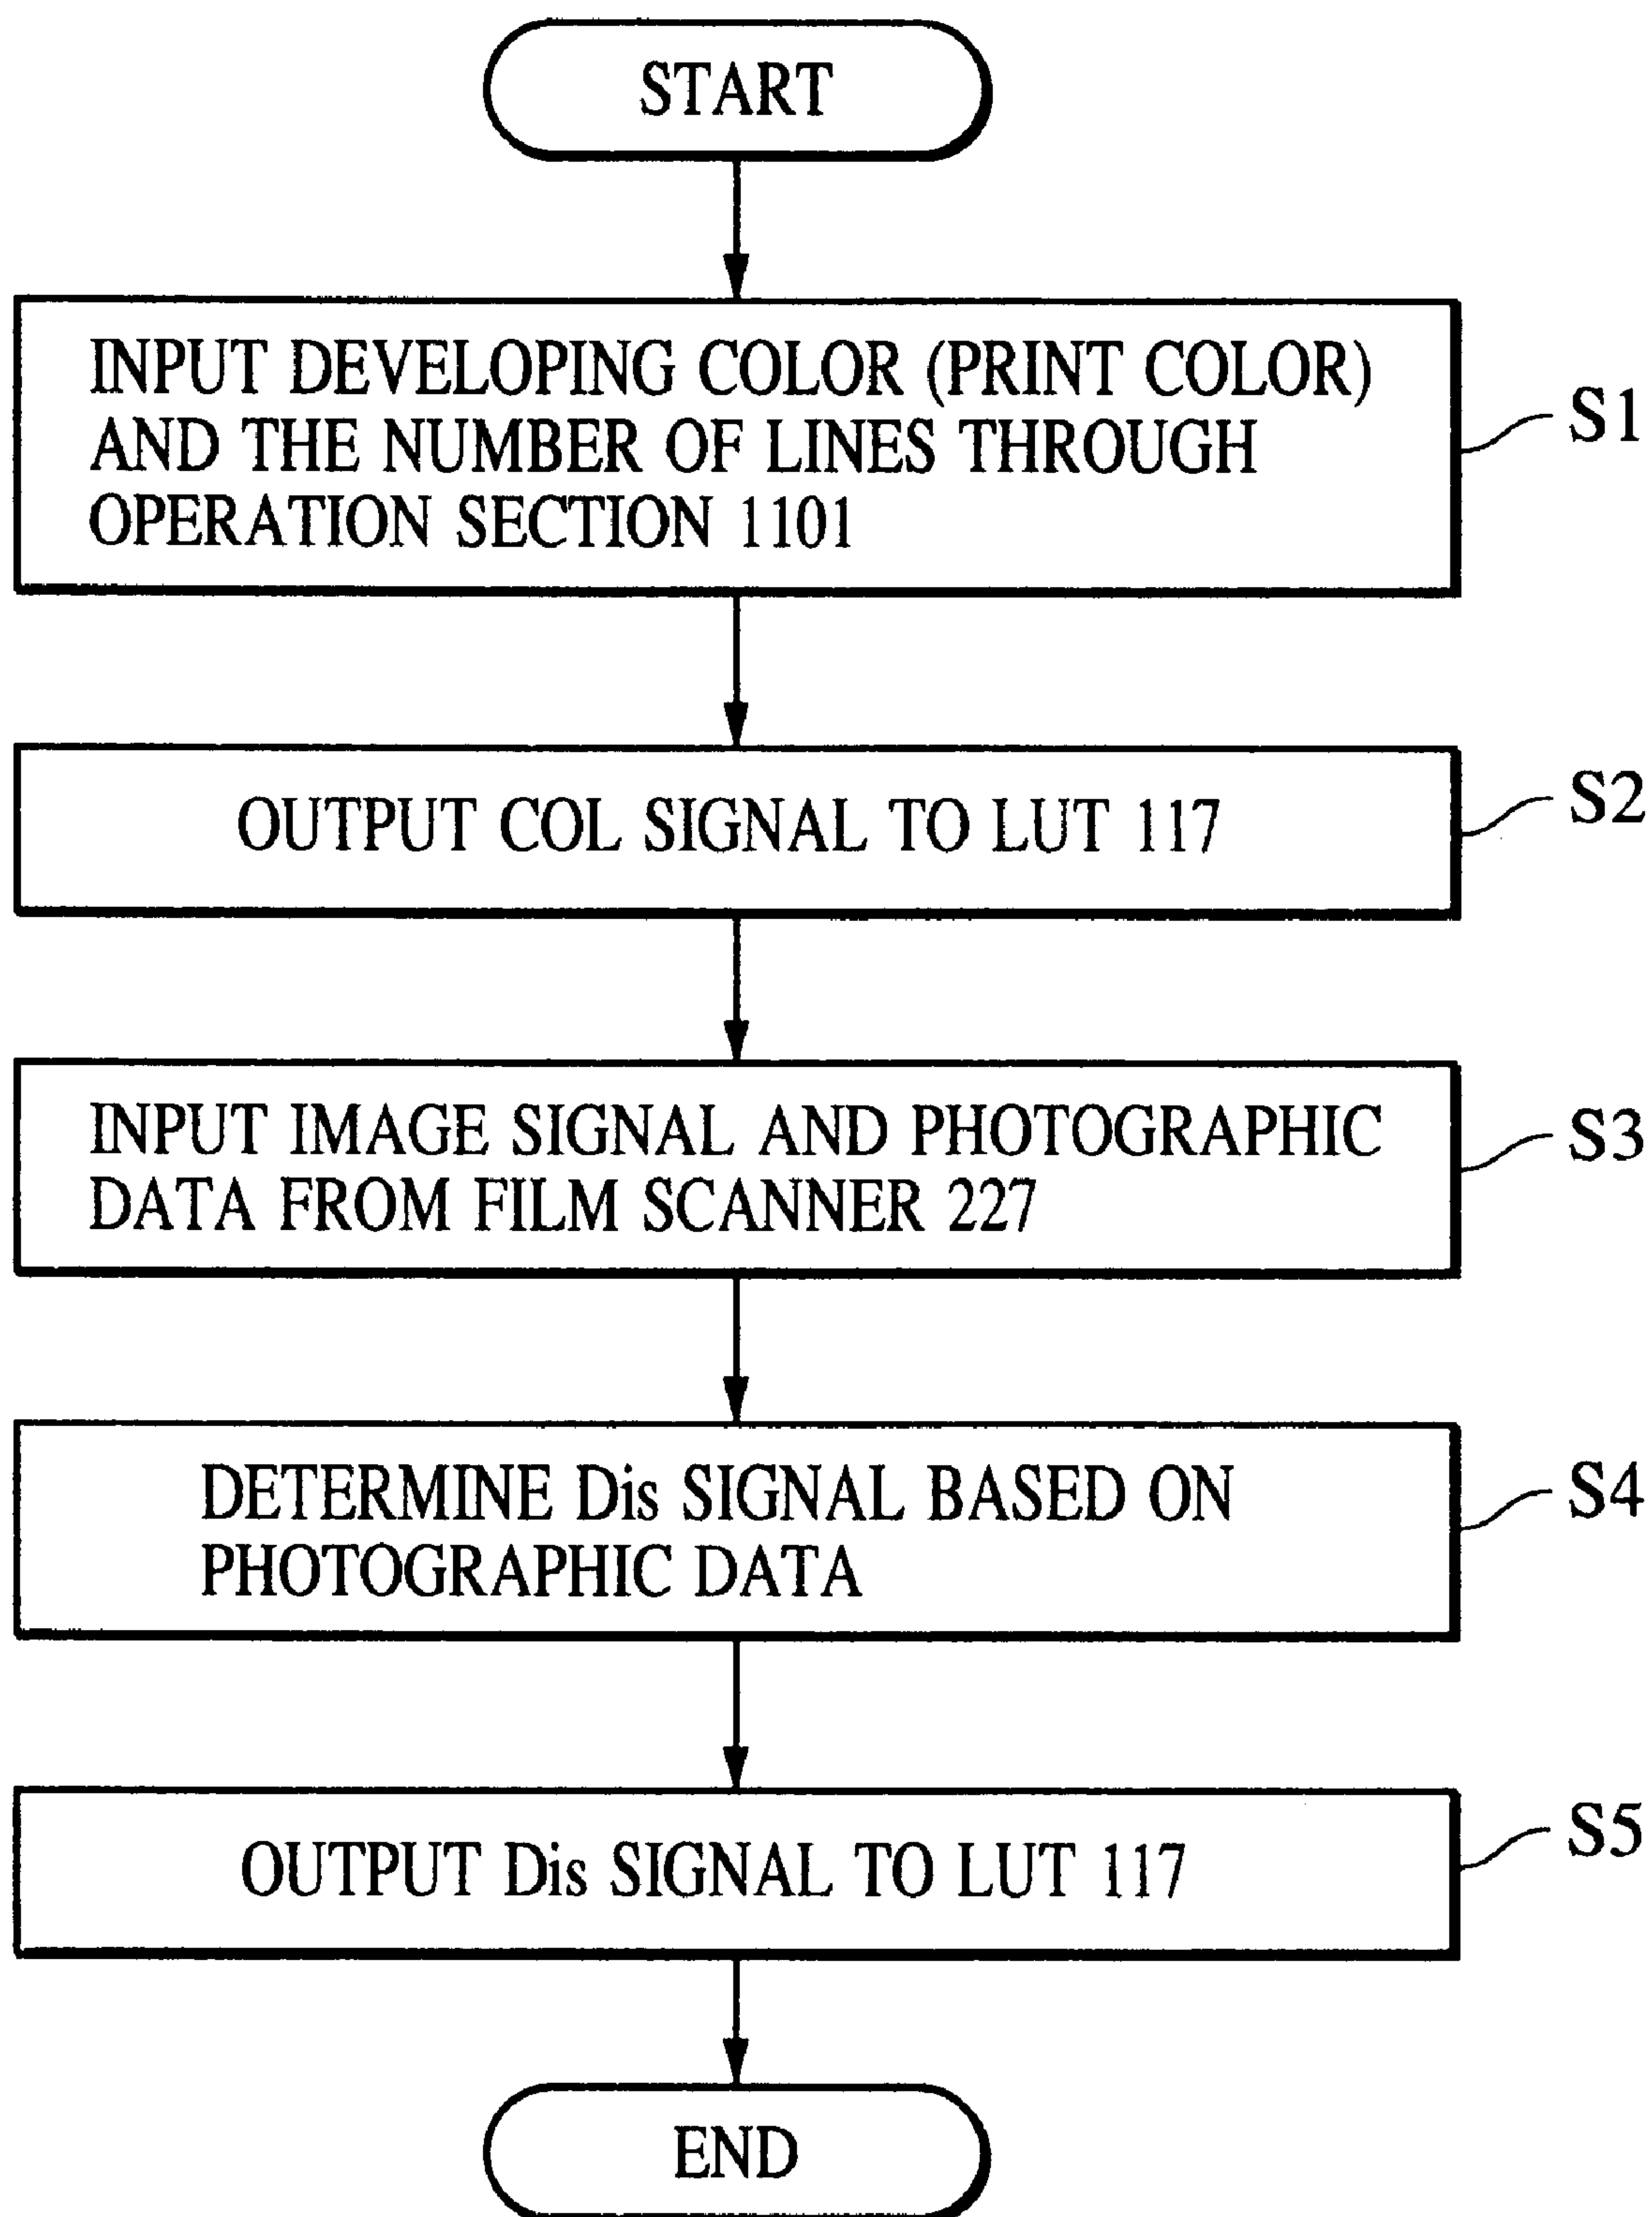 START
INPUT DEVELOPING COLOR (PRINT COLOR)
AND THE NUMBER OF LINES THROUGH
OPERATION SECTION 1101
S1
OUTPUT COL SIGNAL TO LUT 117
S2
INPUT IMAGE SIGNAL AND PHOTOGRAPHIC
DATA FROM FILM SCANNER 227
S3
DETERMINE Dis SIGNAL BASED ON
PHOTOGRAPHIC DATA
S4
OUTPUT Dis SIGNAL TO LUT 117
S5
END